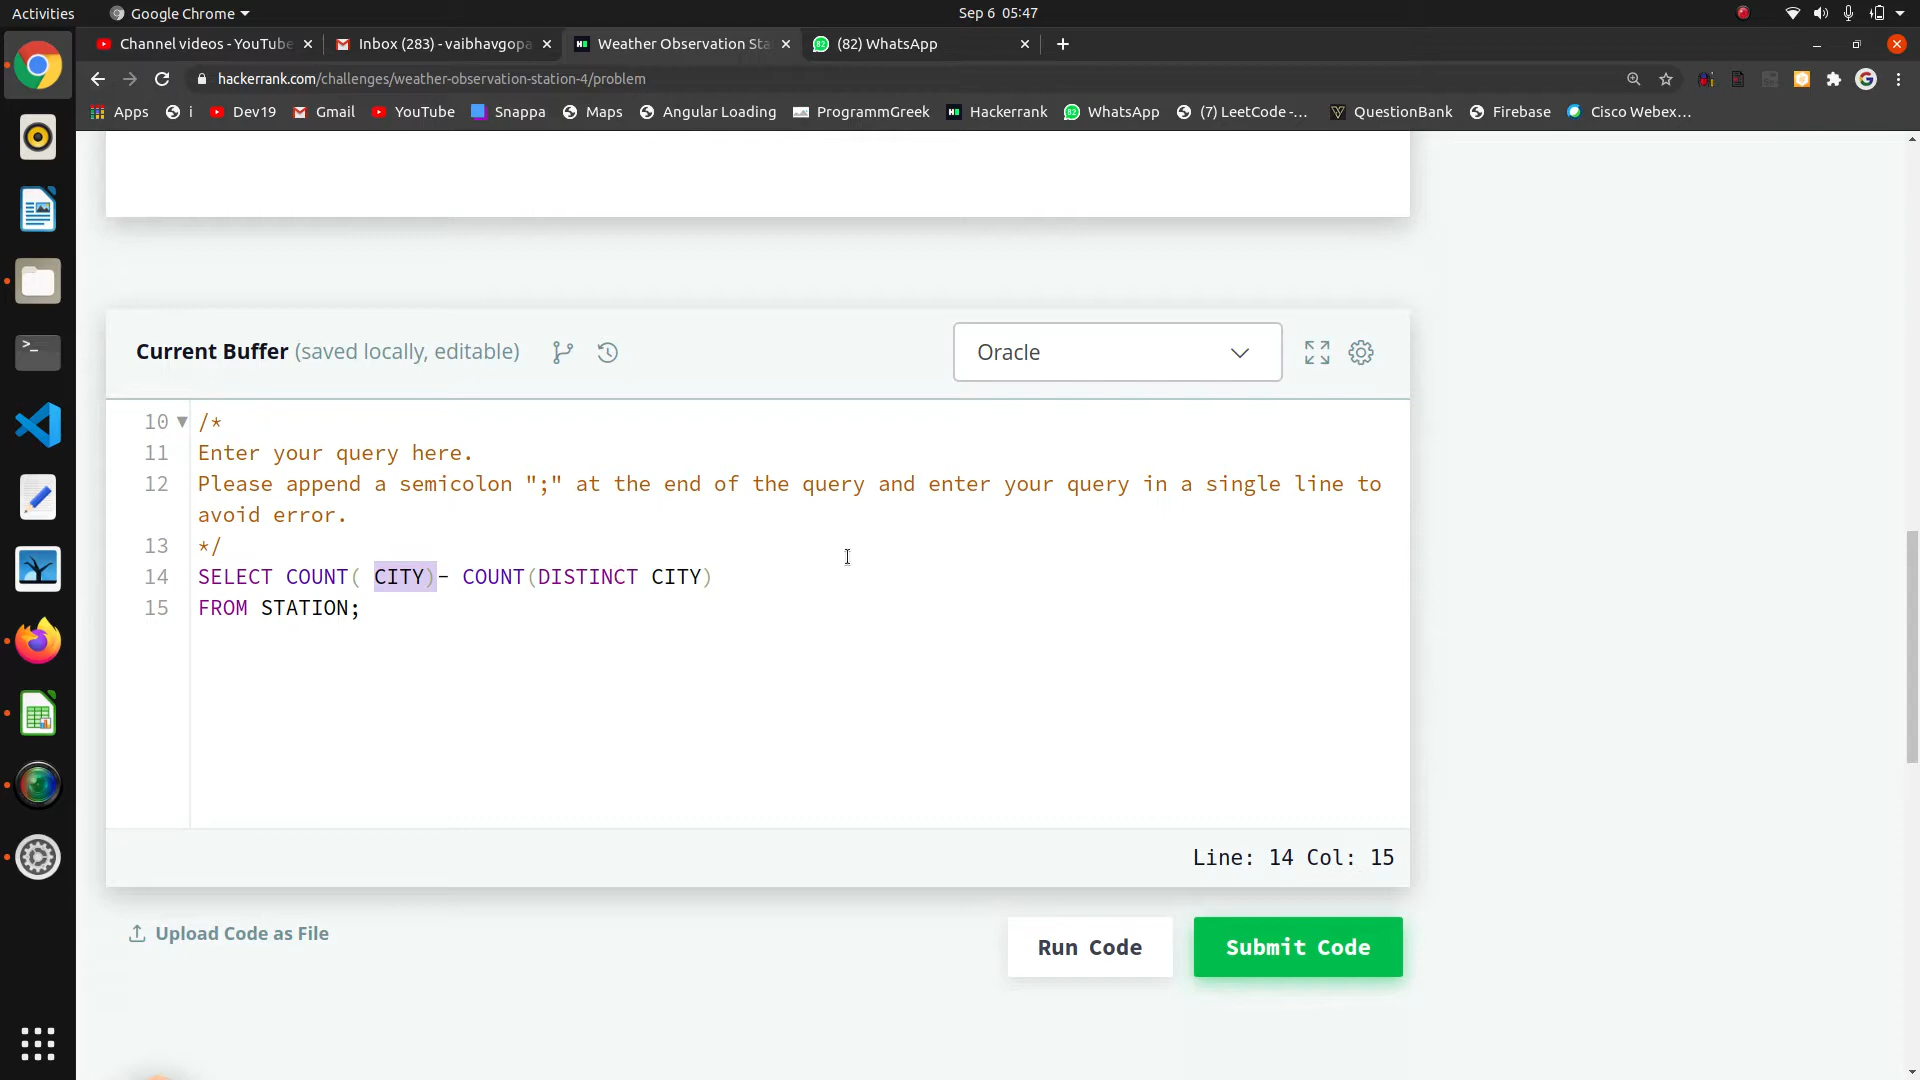 Activities Google Chrome Sep 6 05:47
Channel videos - YouTube Inbox (283) - vaibhavgopa Weather Observation Sta (82) WhatsApp
hackerrank.com/challenges/weather-observation-station-4/problem
Apps i Dev19 Gmail YouTube Snappa Maps Angular Loading ProgrammGreek Hackerrank WhatsApp (7) LeetCode -... QuestionBank Firebase Cisco Webex...
Current Buffer (saved locally, editable) Oracle
10 /*
11 Enter your query here.
12 Please append a semicolon ";" at the end of the query and enter your query in a single line to
avoid error.
13 */
14 SELECT COUNT( CITY)- COUNT(DISTINCT CITY)
15 FROM STATION;
Line: 14 Col: 15
Upload Code as File Run Code Submit Code